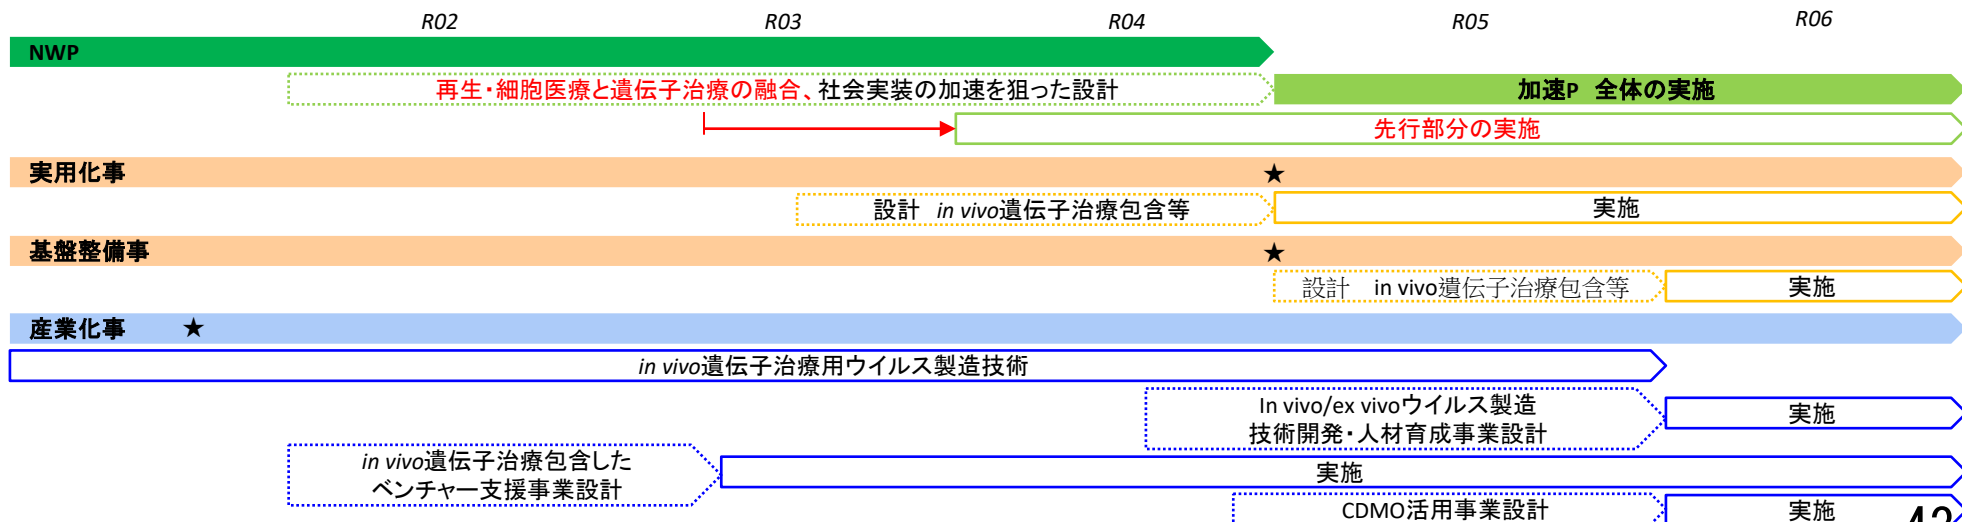 R02 R03 R04 R05 R06
NWP
再生・細胞医療と遺伝子治療の融合、社会実装の加速を狙った設計
加速P 全体の実施
先行部分の実施
実用化事
★
設計 in vivo遺伝子治療包含等
実施
基盤整備事
★
設計 in vivo遺伝子治療包含等
実施
産業化事 ★
in vivo遺伝子治療用ウイルス製造技術
In vivo/ex vivoウイルス製造
技術開発・人材育成事業設計
実施
in vivo遺伝子治療包含した
ベンチャー支援事業設計
実施
CDMO活用事業設計
実施